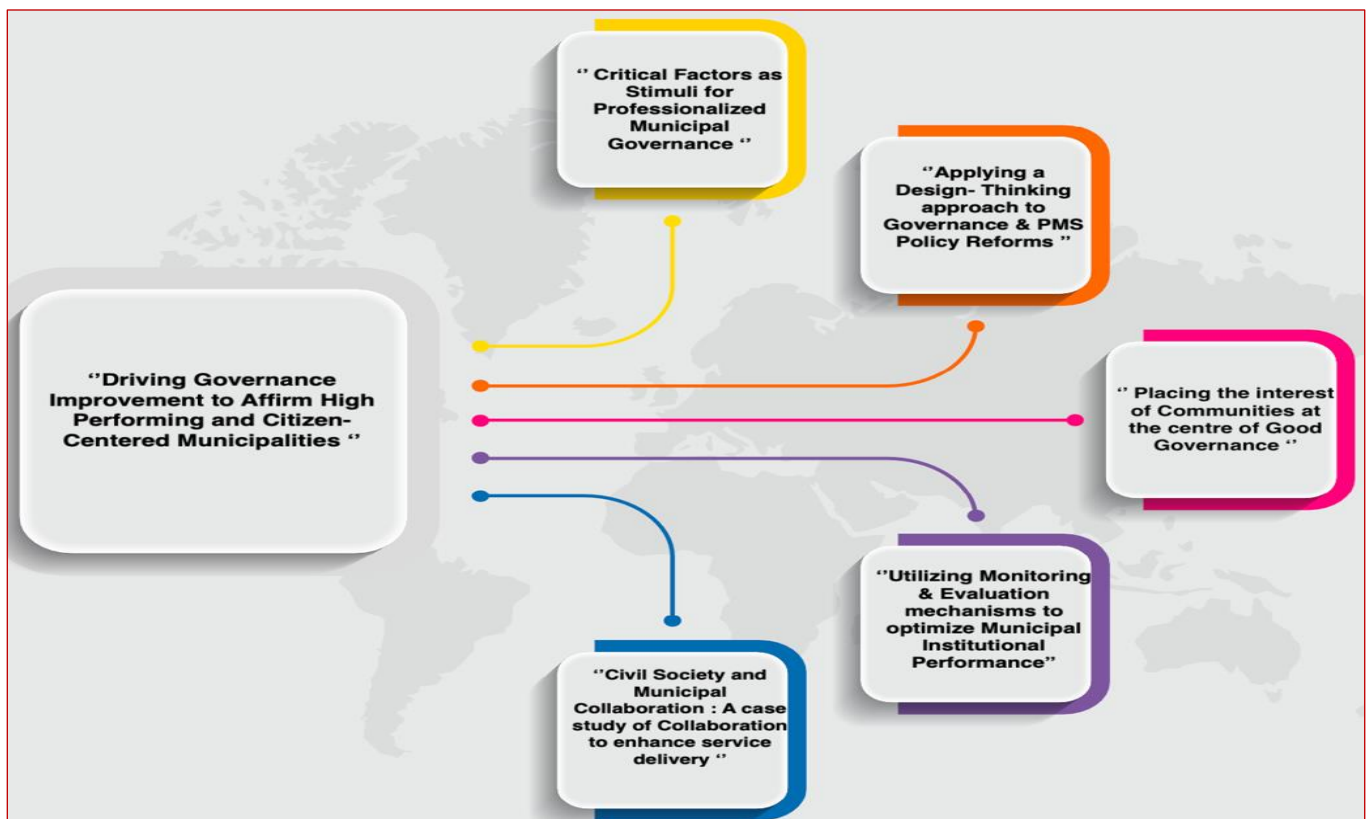 ‘’ Critical Factors as
Stimuli for
Professionalized
Municipal
Governance ‘’
‘’Applying a
Design- Thinking
approach to
Governance & PMS
Policy Reforms ’’
‘’Driving Governance
Improvement to Affirm High
Performing and Citizen-
Centered Municipalities ‘’
‘’ Placing the interest
of Communities at
the centre of Good
Governance ‘’
‘’Utilizing Monitoring
& Evaluation
mechanisms to
optimize Municipal
Institutional
Performance’’
‘’Civil Society and
Municipal
Collaboration : A case
study of Collaboration
to enhance service
delivery ‘’